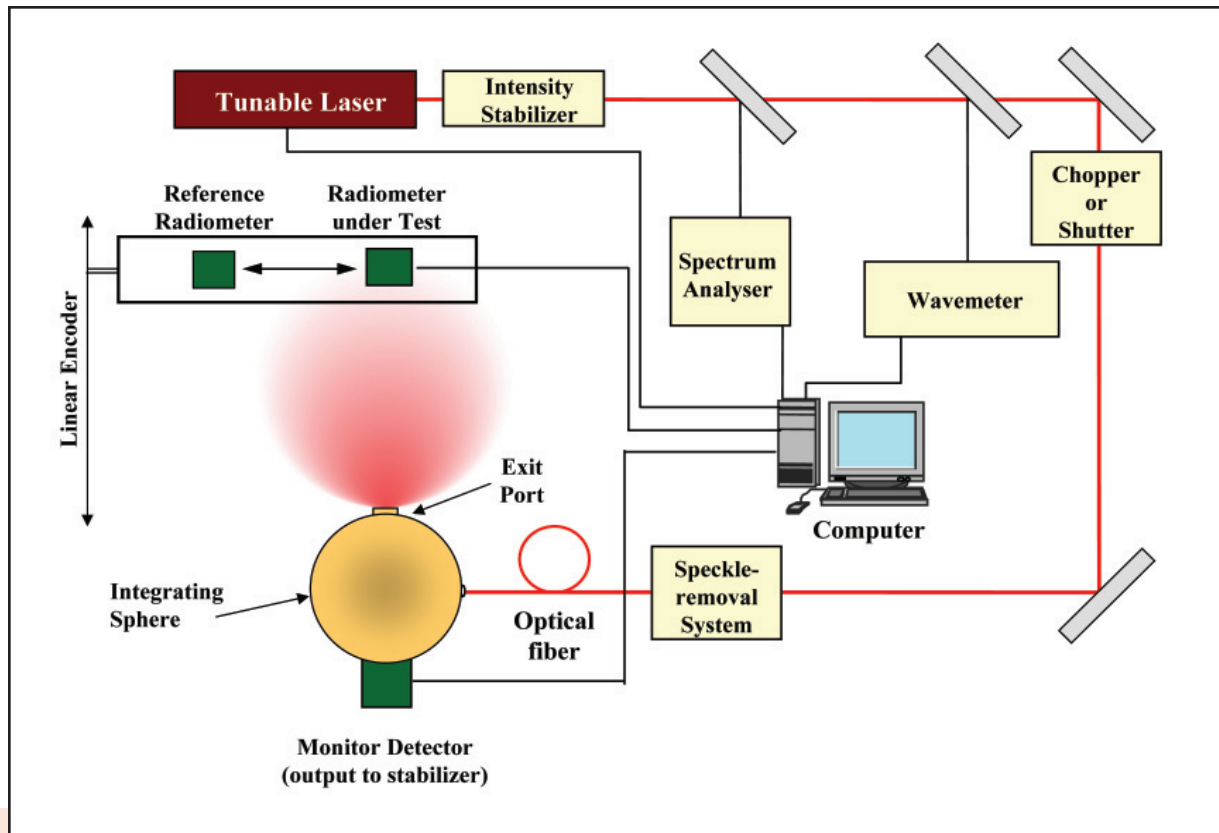 Tunable Laser
Intensity
Stabilizer
Reference
Radiometer
Radiometer
under Test
Chopper
or
Shutter
Spectrum
Analyser
Wavemeter
Linear Encoder
Exit
Port
Computer
Integrating
Sphere
Optical
fiber
Speckle-
removal
System
Monitor Detector
(output to stabilizer)